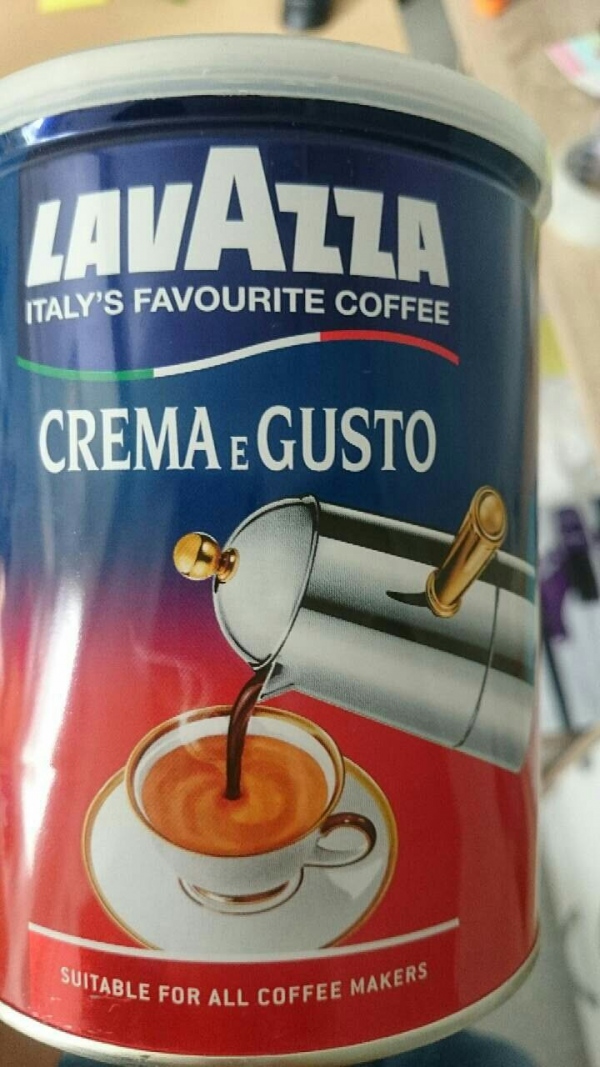 LAVAZZA
ITALY'S FAVOURITE COFFEE
CREMA E GUSTO
SUITABLE FOR ALL COFFEE MAKERS